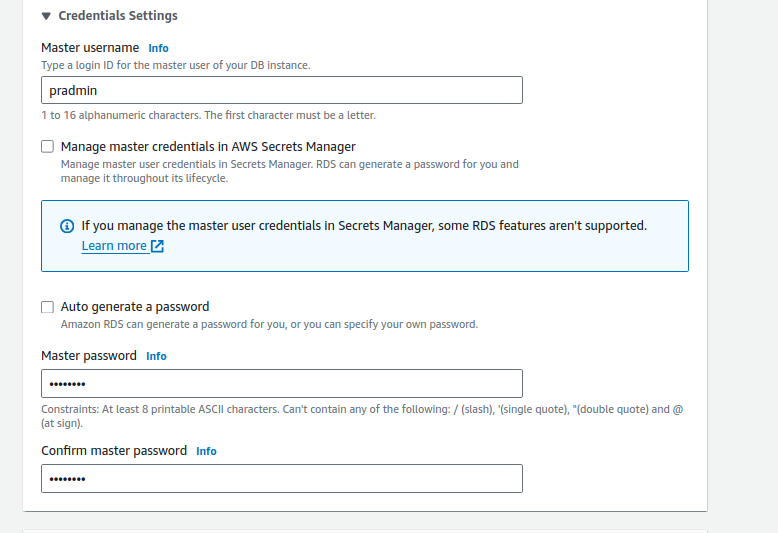 Credentials Settings
Master username Info
Type a login ID for the master user of your DB instance.
pradmin
1 to 16 alphanumeric characters. The first character must be a letter.
Manage master credentials in AWS Secrets Manager
Manage master user credentials in Secrets Manager. RDS can generate a password for you and
manage it throughout its lifecycle.
If you manage the master user credentials in Secrets Manager, some RDS features aren't supported.
Learn more
Auto generate a password
Amazon RDS can generate a password for you, or you can specify your own password.
Master password Info
••••••••
Constraints: At least 8 printable ASCII characters. Can't contain any of the following: / (slash), '(single quote), "(double quote) and @
(at sign).
Confirm master password Info
••••••••